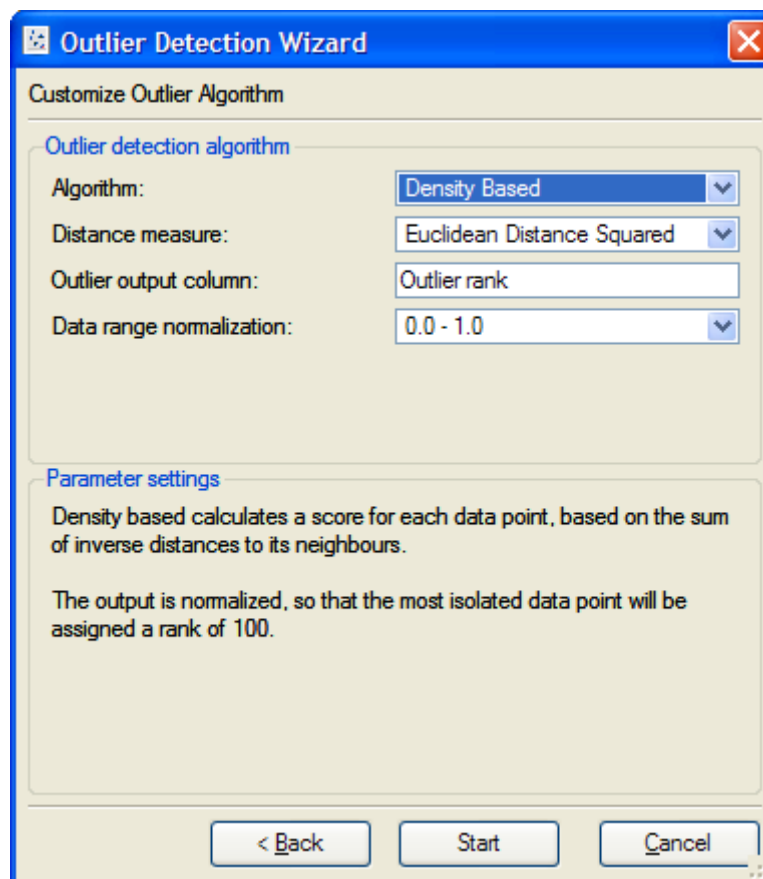 Outlier Detection Wizard
Customize Outlier Algorithm
Outlier detection algorithm
Algorithm: Density Based
Distance measure: Euclidean Distance Squared
Outlier output column: Outlier rank
Data range normalization: 0.0 - 1.0
Parameter settings
Density based calculates a score for each data point, based on the sum
of inverse distances to its neighbours.
The output is normalized, so that the most isolated data point will be
assigned a rank of 100.
< Back Start Cancel